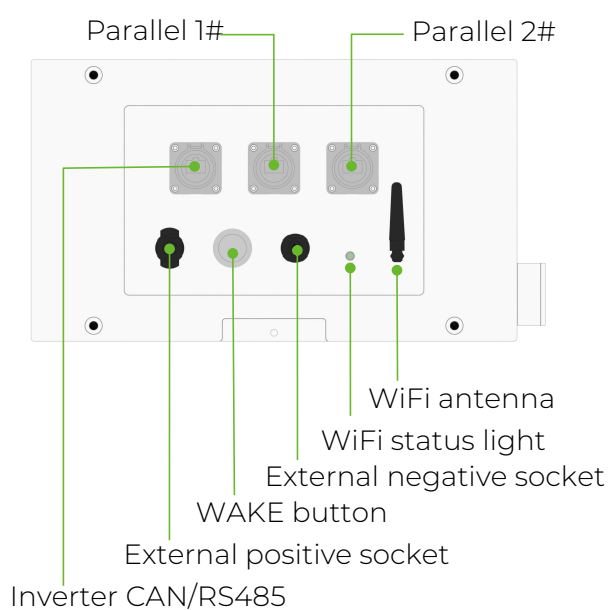 Parallel 1#
Parallel 2#
WiFi antenna
WiFi status light
External negative socket
WAKE button
External positive socket
Inverter CAN/RS485